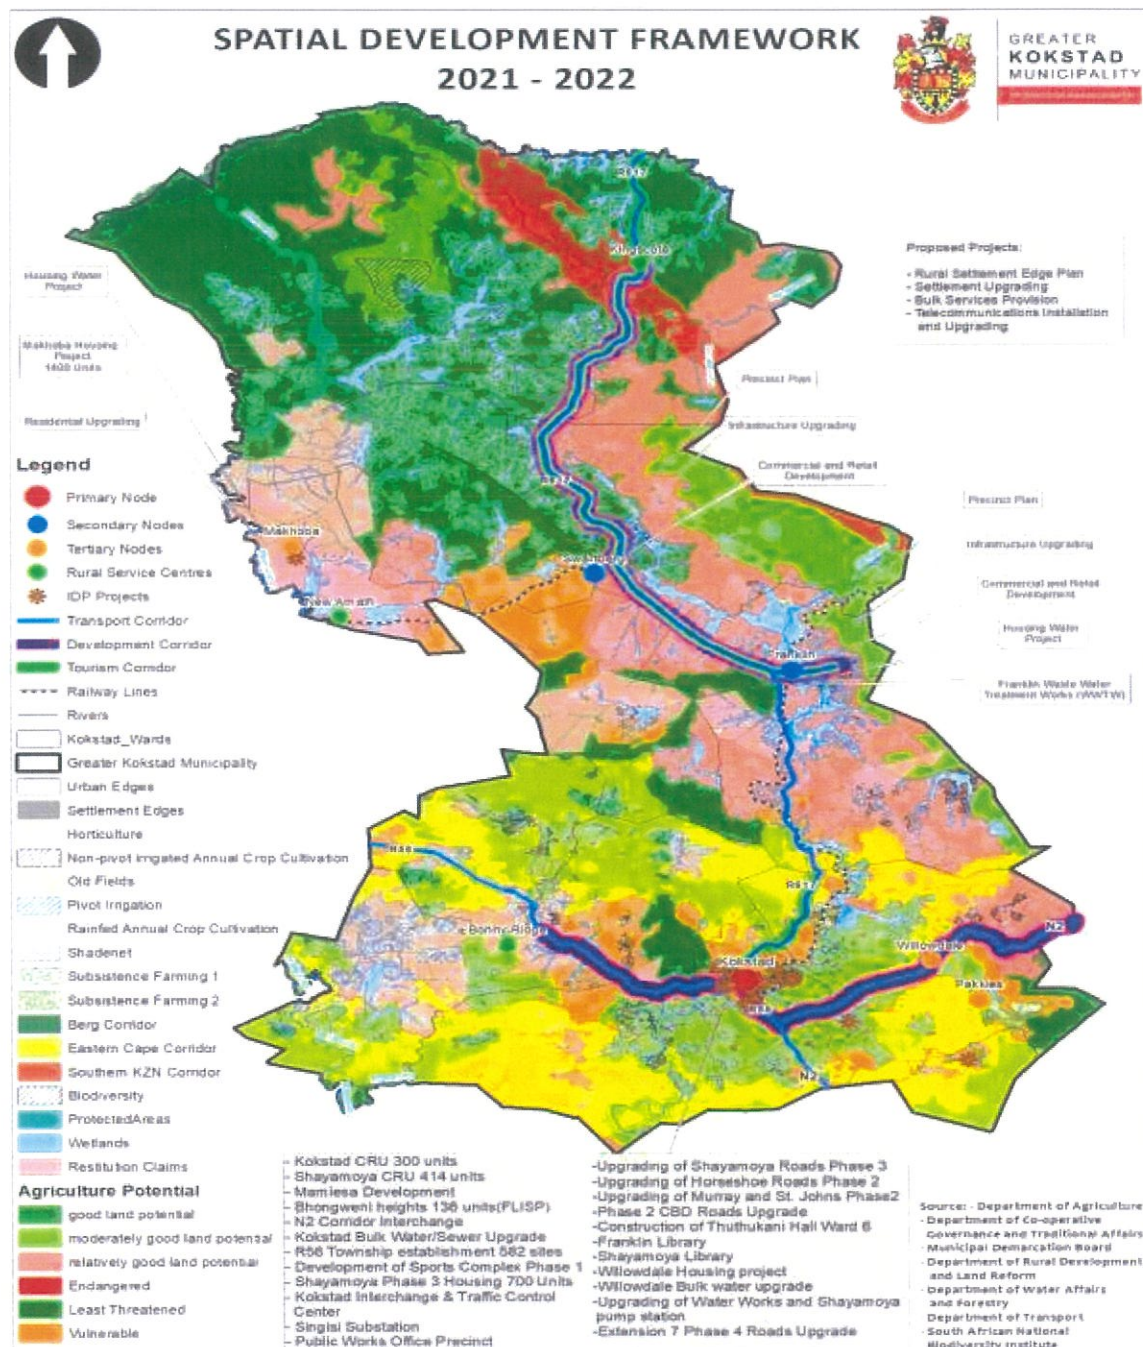 SPATIAL DEVELOPMENT FRAMEWORK
2021 - 2022
GREATER
KOKSTAD
MUNICIPALITY
R617
Kingscote
Proposed Projects:
- Rural Settlement Edge Plan
- Settlement Upgrading
- Bulk Services Provision
- Telecommunications Installation
and Upgrading
Housing Water
Project
Makhoba Housing
Project
1400 Units
Residential Upgrading
Precinct Plan
Infrastructure Upgrading
Commercial and Retail
Development
R617
Precinct Plan
Infrastructure Upgrading
Commercial and Retail
Development
Housing Water
Project
Franklin Waste Water
Treatment Works (WWTW)
Makhoba
Swartberg
New Amalfi
Franklin
R56
R617
Bonny Ridge
Kokstad
Willowdale
N2
Pakkies
R56
N2
Legend
Primary Node
Secondary Nodes
Tertiary Nodes
Rural Service Centres
IDP Projects
Transport Corridor
Development Corridor
Tourism Corridor
Railway Lines
Rivers
Kokstad_Wards
Greater Kokstad Municipality
Urban Edges
Settlement Edges
Horticulture
Non-pivot irrigated Annual Crop Cultivation
Old Fields
Pivot Irrigation
Rainfed Annual Crop Cultivation
Shadenet
Subsistence Farming 1
Subsistence Farming 2
Berg Corridor
Eastern Cape Corridor
Southern KZN Corridor
Biodiversity
ProtectedAreas
Wetlands
Restitution Claims
Agriculture Potential
good land potential
moderately good land potential
relatively good land potential
Endangered
Least Threatened
Vulnerable
- Kokstad CRU 300 units
- Shayamoya CRU 414 units
- Mamiesa Development
- Bhongweni heights 136 units(FLISP)
- N2 Corridor Interchange
- Kokstad Bulk Water/Sewer Upgrade
- R56 Township establishment 582 sites
- Development of Sports Complex Phase 1
- Shayamoya Phase 3 Housing 700 Units
- Kokstad Interchange & Traffic Control
Center
- Singisi Substation
- Public Works Office Precinct
-Upgrading of Shayamoya Roads Phase 3
-Upgrading of Horseshoe Roads Phase 2
-Upgrading of Murray and St. Johns Phase2
-Phase 2 CBD Roads Upgrade
-Construction of Thuthukani Hall Ward 6
-Franklin Library
-Shayamoya Library
-Willowdale Housing project
-Willowdale Bulk water upgrade
-Upgrading of Water Works and Shayamoya
pump station
-Extension 7 Phase 4 Roads Upgrade
Source: - Department of Agriculture
- Department of Co-operative
Governance and Traditional Affairs
- Municipal Demarcation Board
- Department of Rural Development
and Land Reform
- Department of Water Affairs
and Forestry
Department of Transport
- South African National
Biodiversity Institute